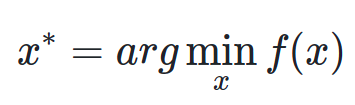 x* = arg min_x f(x)